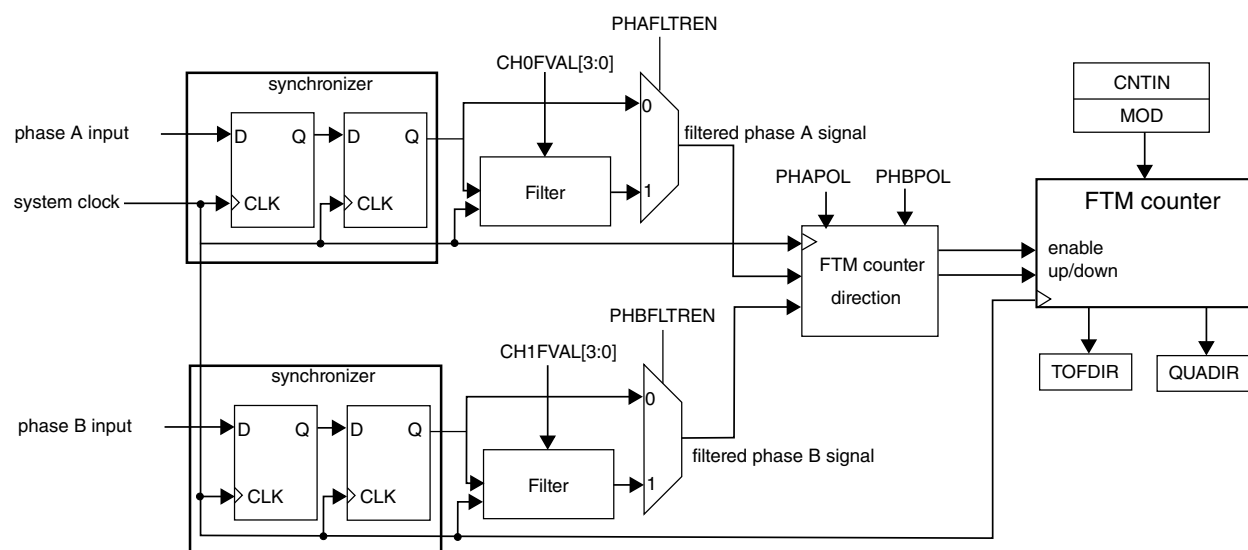 PHAFLTREN
CH0FVAL[3:0]
synchronizer
CNTIN
MOD
0
phase A input
D
Q
D
Q
filtered phase A signal
Filter
1
PHAPOL
PHBPOL
system clock
CLK
CLK
FTM counter
enable
up/down
FTM counter
direction
PHBFLTREN
CH1FVAL[3:0]
synchronizer
TOFDIR
QUADIR
0
phase B input
D
Q
D
Q
filtered phase B signal
Filter
1
CLK
CLK